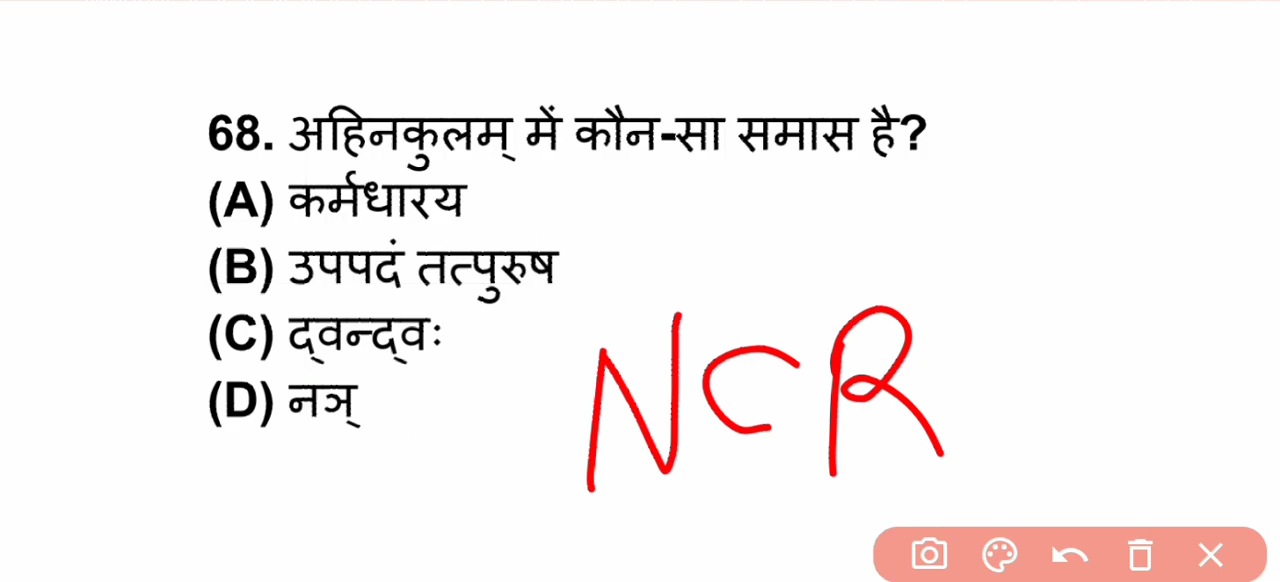 68. अहिनकुलम् में कौन-सा समास है?
(A) कर्मधारय
(B) उपपदं तत्पुरुष
(C) द्वन्द्वः
(D) नञ्
NCR